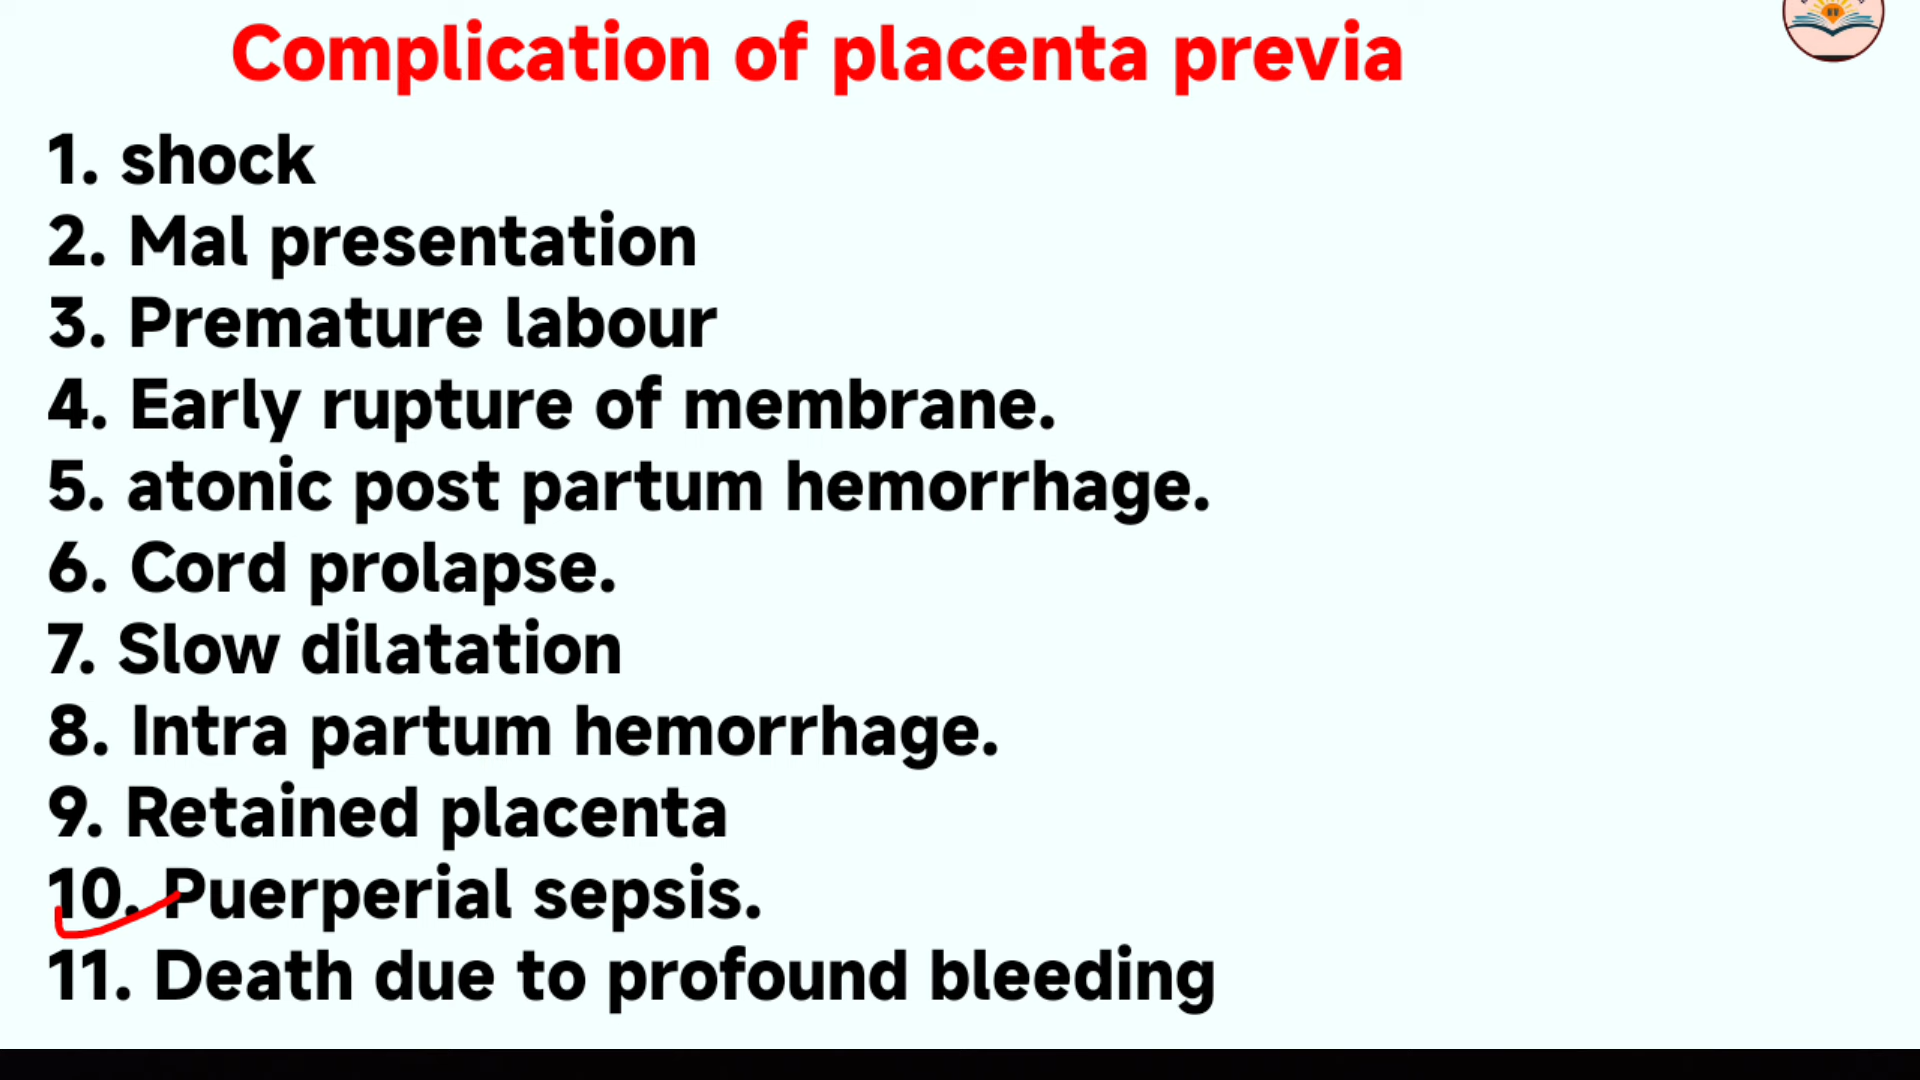 Complication of placenta previa
1. shock
2. Mal presentation
3. Premature labour
4. Early rupture of membrane.
5. atonic post partum hemorrhage.
6. Cord prolapse.
7. Slow dilatation
8. Intra partum hemorrhage.
9. Retained placenta
10. Puerperial sepsis.
11. Death due to profound bleeding